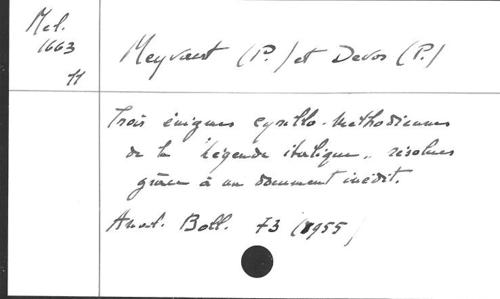 Mel.
1663
11
Meyvaert (P.) et Devos (P.)
Trois énigmes cyrillo-méthodiennes
de la "Légende italique" résolues
grâce à un document inédit.
Anal. Boll. 73 (1955)